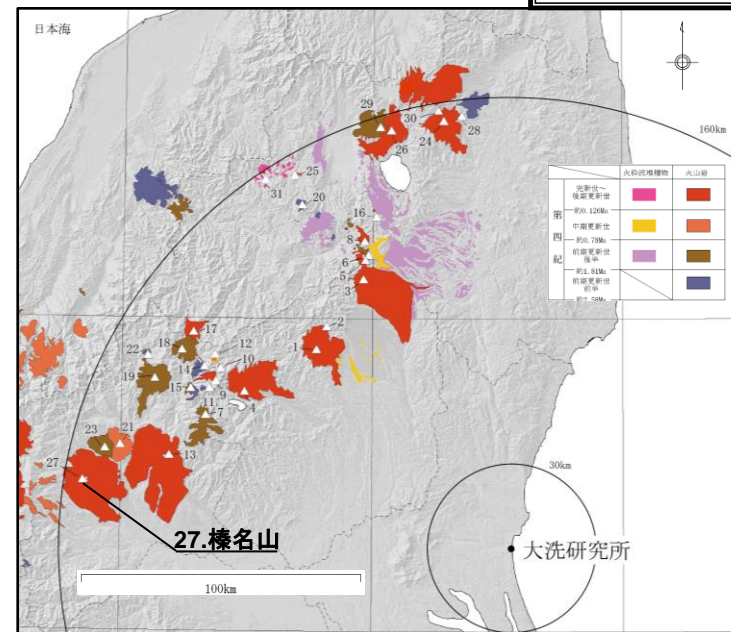 日本海
160km
29
30
28
24
26
25
31
20
16
8
6
5
3
火砕流堆積物
火山岩
第四紀
完新世~
後期更新世
約0.126Ma
中期更新世
約0.78Ma
前期更新世
後半
約1.81Ma
前期更新世
前半
約2.58Ma
17
2
18
12
1
22
14
10
19
15
9
4
11
7
23
21
13
27
30km
27.榛名山
大洗研究所
100km